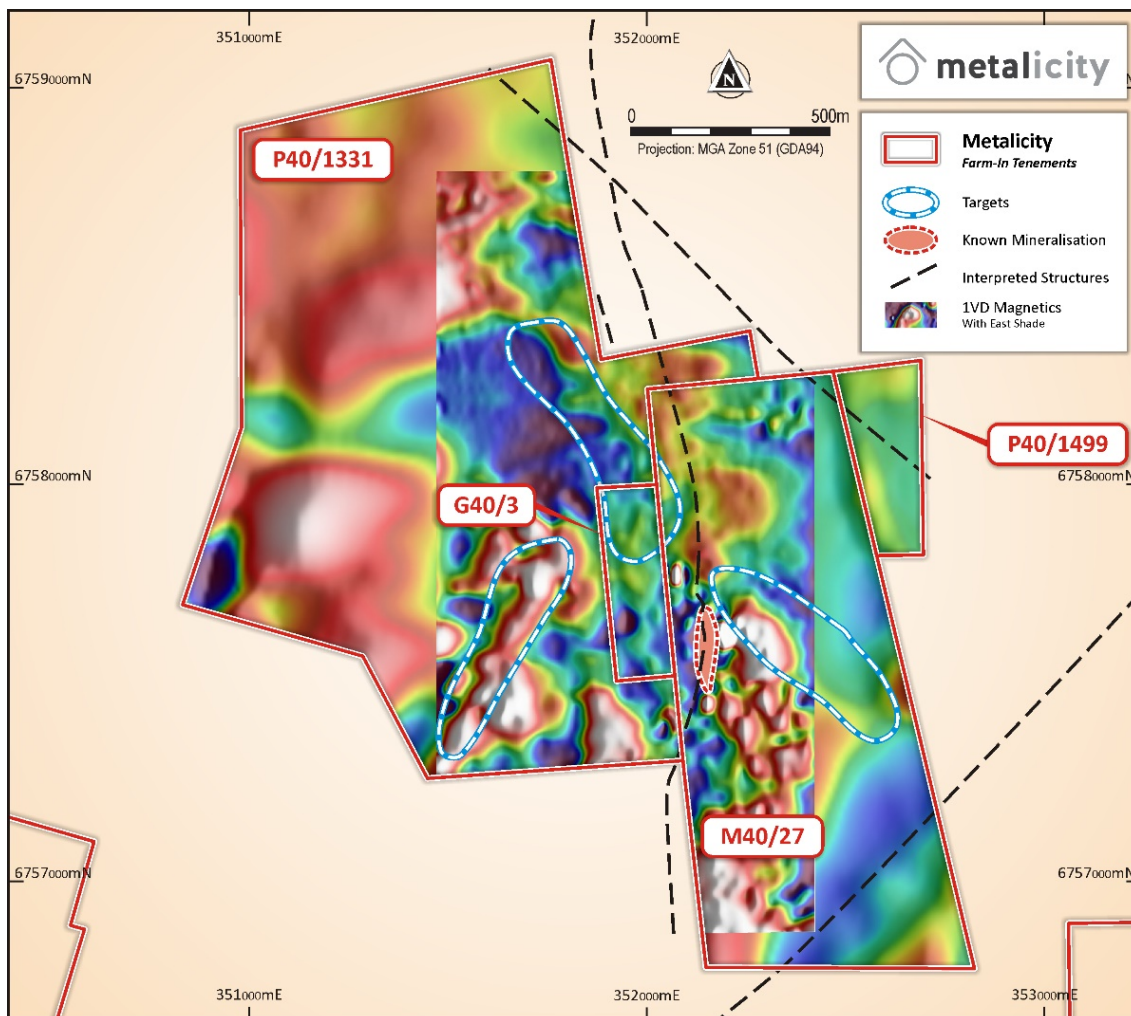 351000mE
352000mE
6759000mN
N
0 500m
Projection: MGA Zone 51 (GDA94)
metalicity
Metalicity
Farm-In Tenements
Targets
Known Mineralisation
Interpreted Structures
1VD Magnetics
With East Shade
P40/1331
P40/1499
G40/3
6758000mN
6758000mN
M40/27
6757000mN
6757000mN
351000mE
352000mE
353000mE